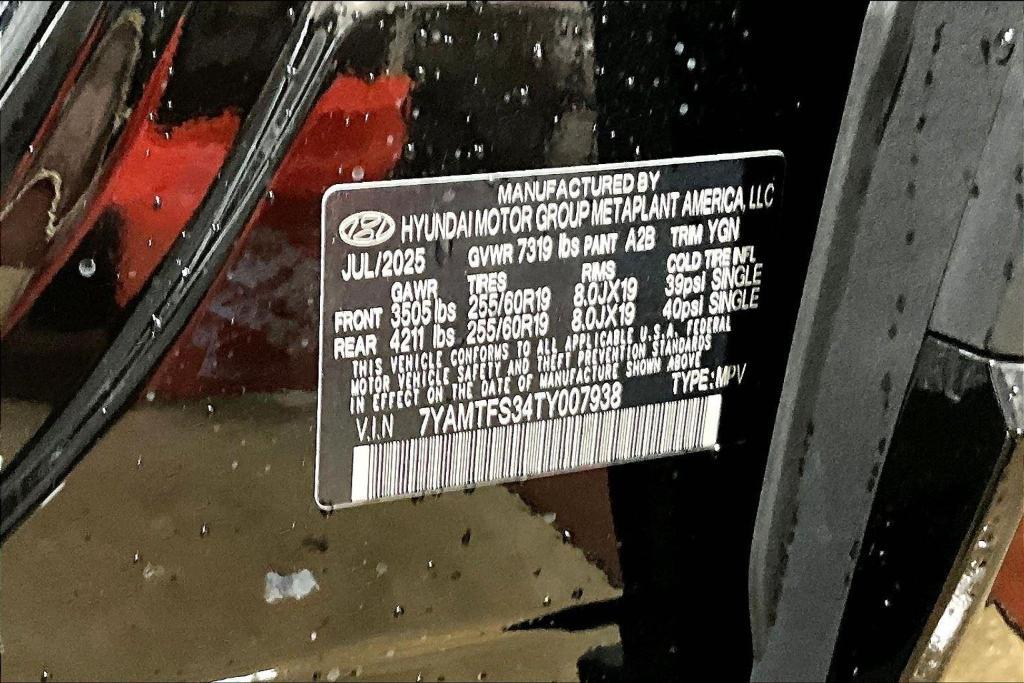 MANUFACTURED BY
HYUNDAI MOTOR GROUP METAPLANT AMERICA, LLC
JUL/2025 GVWR 7319 lbs PANT A2B TRIM YGN
GAWR TIRES RMS COLD TIRE INFL
FRONT 3505 lbs 255/60R19 8.0JX19 39psi SINGLE
REAR 4211 lbs 255/60R19 8.0JX19 40psi SINGLE
THIS VEHICLE CONFORMS TO ALL APPLICABLE U.S.A. FEDERAL
MOTOR VEHICLE SAFETY AND THEFT PREVENTION STANDARDS
IN EFFECT ON THE DATE OF MANUFACTURE SHOWN ABOVE
V.I.N 7YAMTFS34TY007938 TYPE:MPV